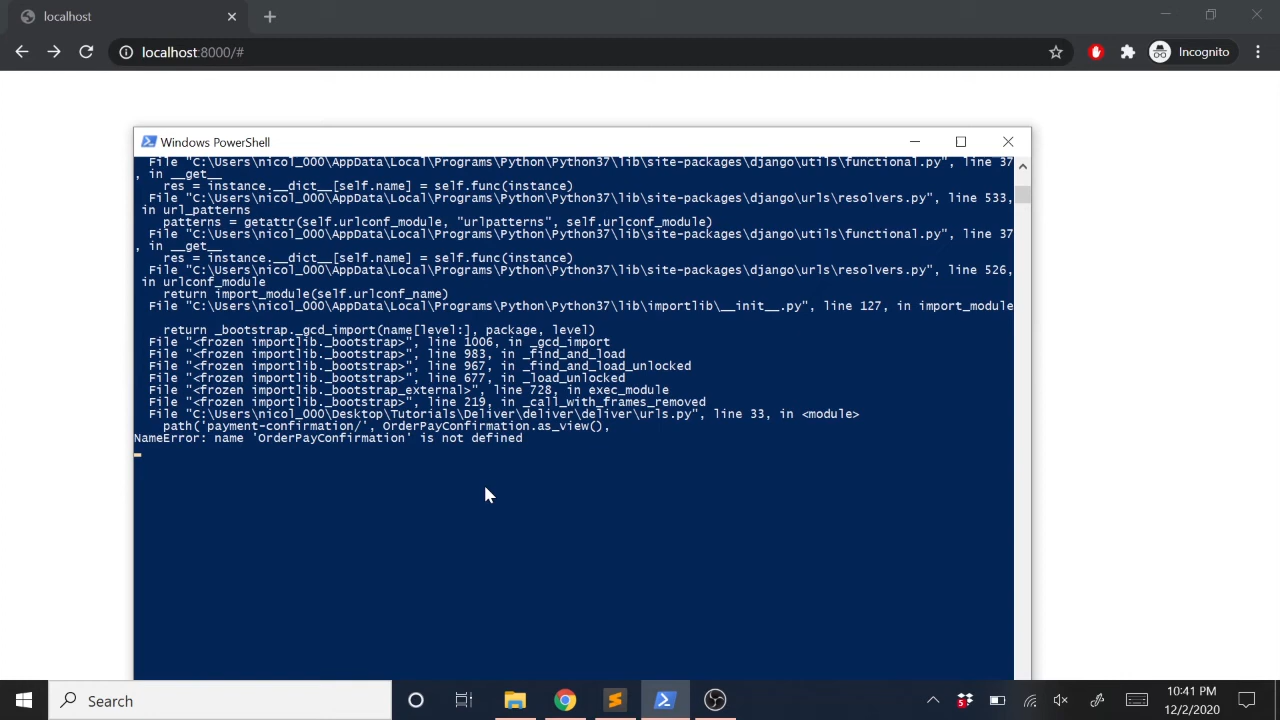 localhost
localhost:8000/#
Incognito
Windows PowerShell
File "C:\Users\nicol_000\AppData\Local\Programs\Python\Python37\lib\site-packages\django\utils\functional.py", line 37
, in __get__
res = instance.__dict__[self.name] = self.func(instance)
File "C:\Users\nicol_000\AppData\Local\Programs\Python\Python37\lib\site-packages\django\urls\resolvers.py", line 533,
in url_patterns
patterns = getattr(self.urlconf_module, "urlpatterns", self.urlconf_module)
File "C:\Users\nicol_000\AppData\Local\Programs\Python\Python37\lib\site-packages\django\utils\functional.py", line 37
, in __get__
res = instance.__dict__[self.name] = self.func(instance)
File "C:\Users\nicol_000\AppData\Local\Programs\Python\Python37\lib\site-packages\django\urls\resolvers.py", line 526,
in urlconf_module
return import_module(self.urlconf_name)
File "C:\Users\nicol_000\AppData\Local\Programs\Python\Python37\lib\importlib\__init__.py", line 127, in import_module
return _bootstrap._gcd_import(name[level:], package, level)
File "<frozen importlib._bootstrap>", line 1006, in _gcd_import
File "<frozen importlib._bootstrap>", line 983, in _find_and_load
File "<frozen importlib._bootstrap>", line 967, in _find_and_load_unlocked
File "<frozen importlib._bootstrap>", line 677, in _load_unlocked
File "<frozen importlib._bootstrap_external>", line 728, in exec_module
File "<frozen importlib._bootstrap>", line 219, in _call_with_frames_removed
File "C:\Users\nicol_000\Desktop\Tutorials\Deliver\deliver\deliver\urls.py", line 33, in <module>
path('payment-confirmation/', OrderPayConfirmation.as_view(),
NameError: name 'OrderPayConfirmation' is not defined
Search
10:41 PM
12/2/2020